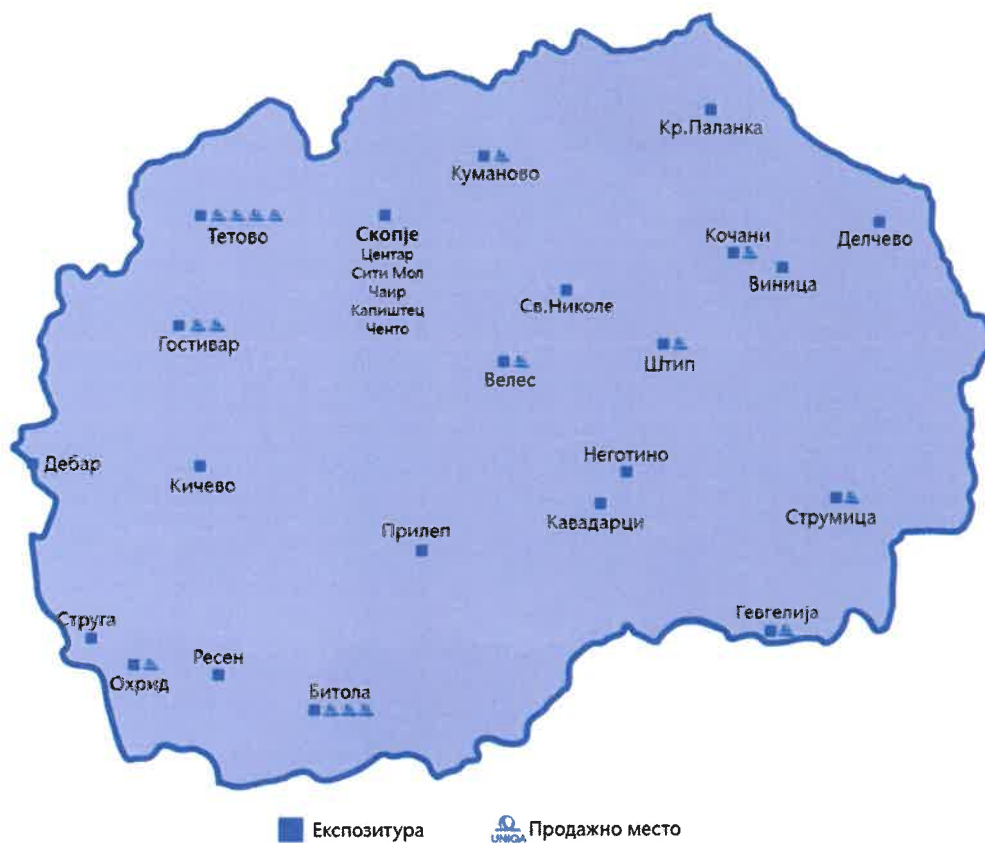 Кр.Паланка
Куманово
Тетово
Скопје
Центар
Сити Мол
Чаир
Капиштец
Ченто
Кочани
Делчево
Виница
Св.Николе
Гостивар
Штип
Велес
Дебар
Кичево
Неготино
Кавадарци
Струмица
Прилеп
Гевгелија
Струга
Охрид
Ресен
Битола
Експозитура
UNIQA
Продажно место